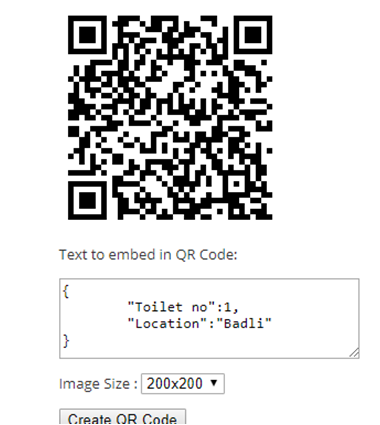 Text to embed in QR Code:
{
"Toilet no":1,
"Location":"Badli"
}
Image Size : 200x200
Create QR Code